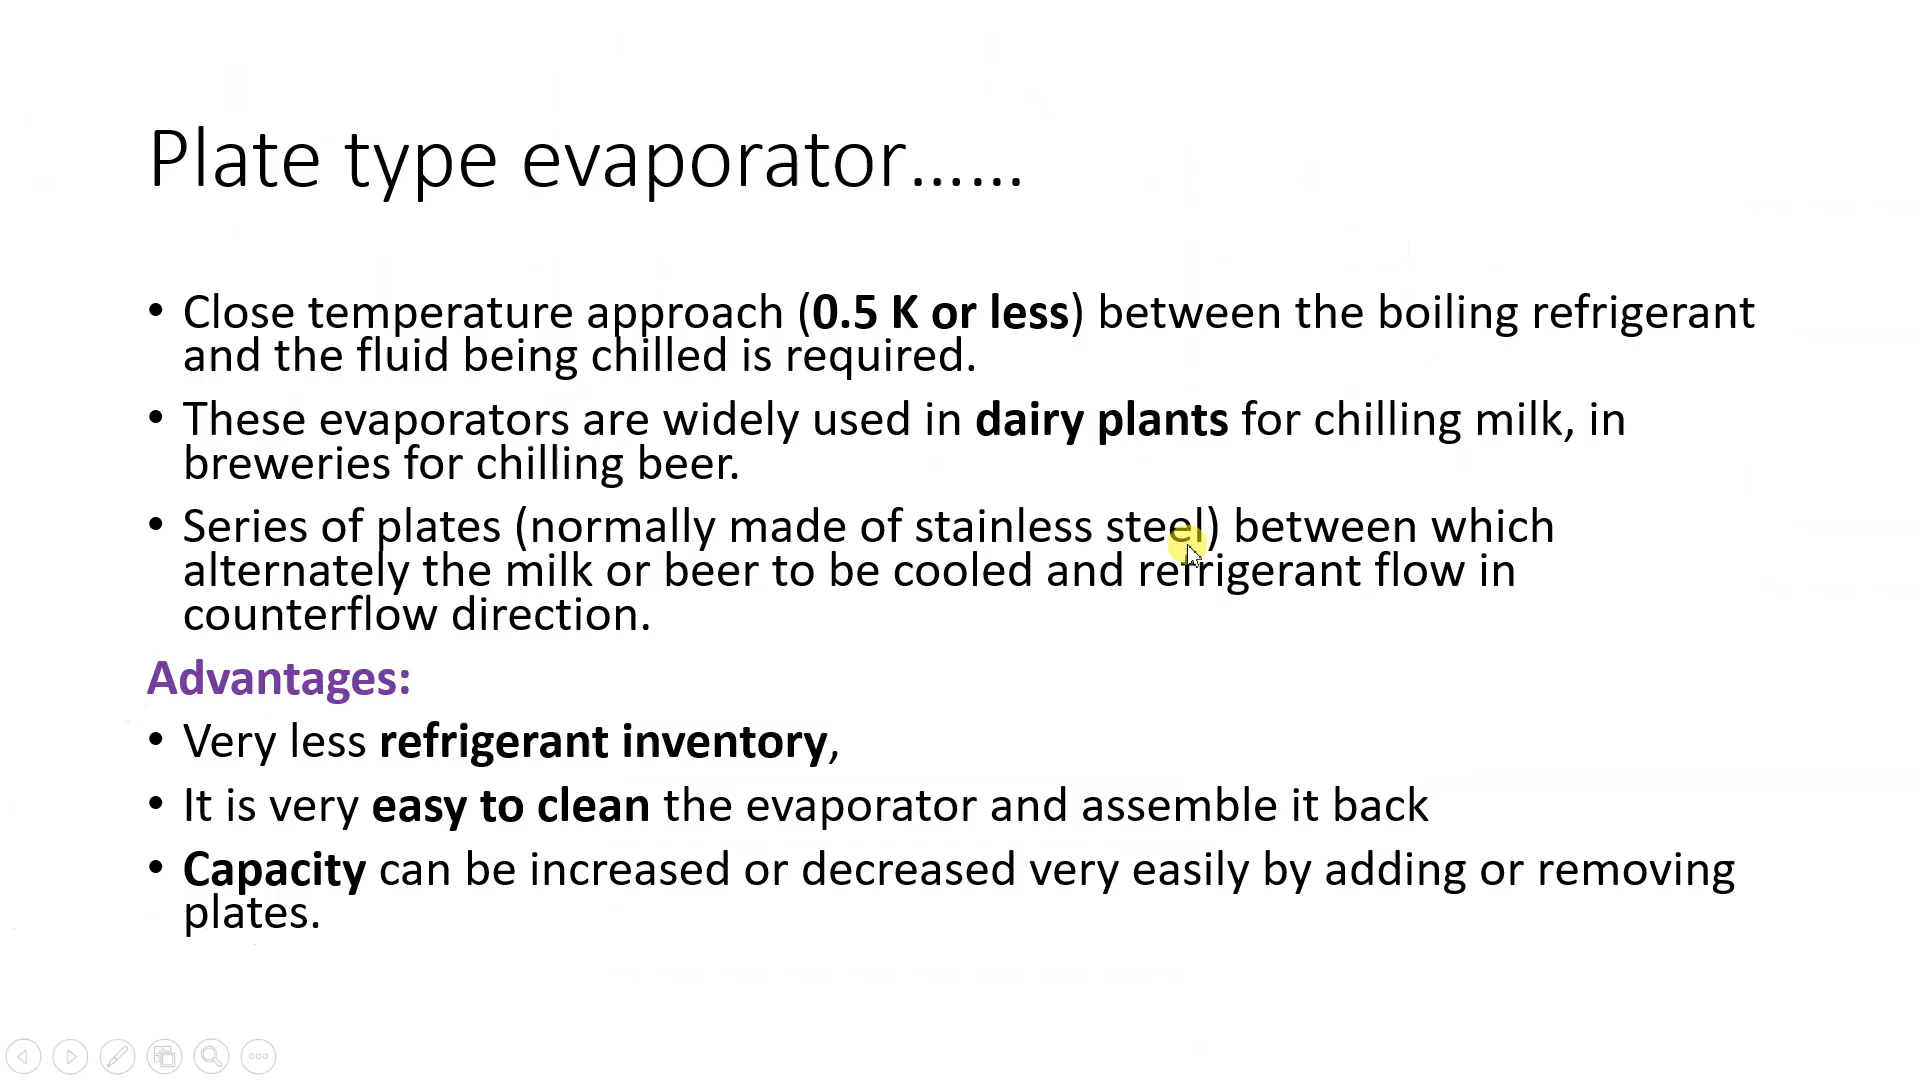 Plate type evaporator......
• Close temperature approach (0.5 K or less) between the boiling refrigerant
and the fluid being chilled is required.
• These evaporators are widely used in dairy plants for chilling milk, in
breweries for chilling beer.
• Series of plates (normally made of stainless steel) between which
alternately the milk or beer to be cooled and refrigerant flow in
counterflow direction.
Advantages:
• Very less refrigerant inventory,
• It is very easy to clean the evaporator and assemble it back
• Capacity can be increased or decreased very easily by adding or removing
plates.